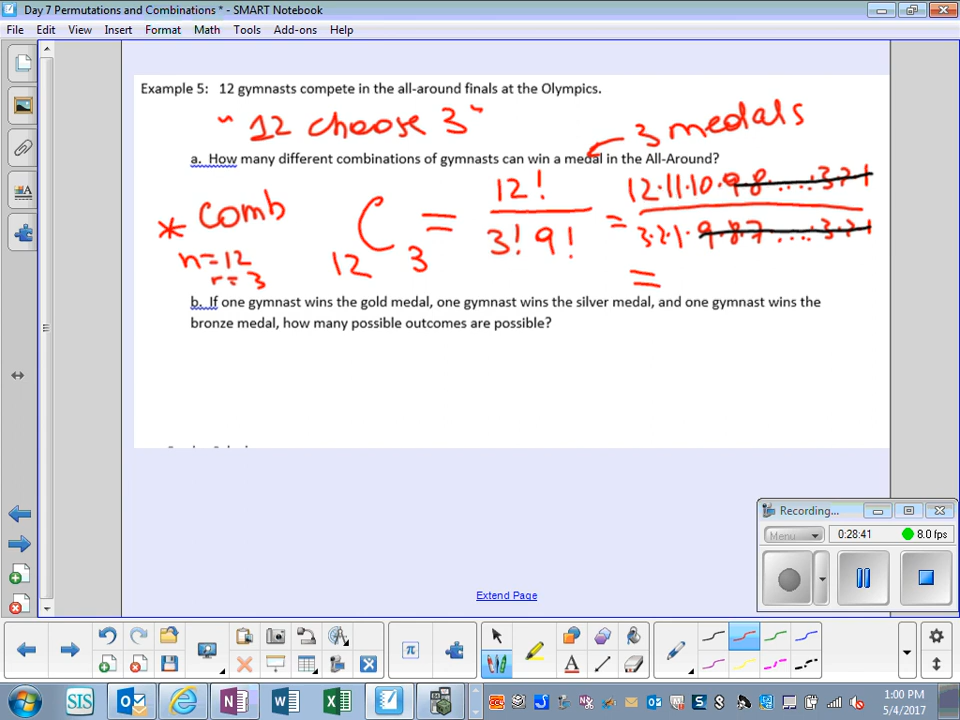 Day 7 Permutations and Combinations * - SMART Notebook
File Edit View Insert Format Math Tools Add-ons Help
Example 5: 12 gymnasts compete in the all-around finals at the Olympics.
" 12 choose 3 "
3 medals
a. How many different combinations of gymnasts can win a medal in the All-Around?
* Comb
n=12
r=3
12 C 3 = 12! / 3! 9! = 12·11·10·9·8·....·3·2·1 / 3·2·1·9·8·7·....·3·2·1
=
b. If one gymnast wins the gold medal, one gymnast wins the silver medal, and one gymnast wins the
bronze medal, how many possible outcomes are possible?
Recording...
Menu 0:28:41 8.0 fps
Extend Page
1:00 PM
5/4/2017